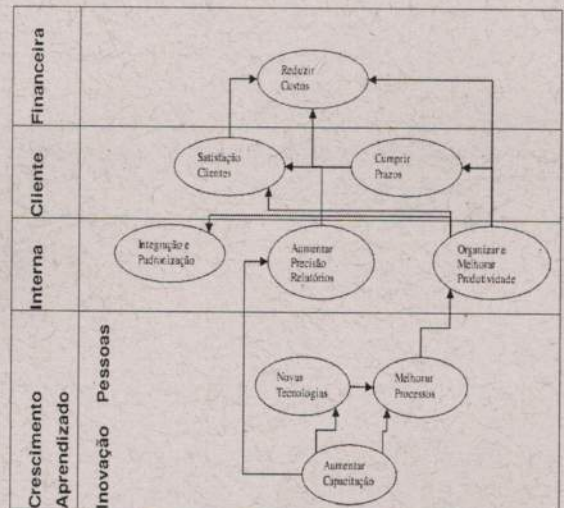 Financeira
Reduzir
Custos
Cliente
Satisfação
Clientes
Cumprir
Prazos
Interna
Integração e
Padronização
Aumentar
Precisão
Relatórios
Organizar e
Melhorar
Produtividade
Crescimento
Aprendizado
Inovação Pessoas
Novas
Tecnologias
Melhorar
Processos
Aumentar
Capacitação